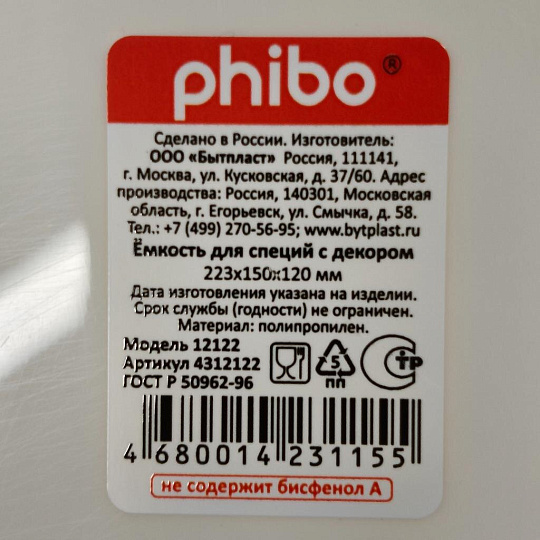 phibo ®
Сделано в России. Изготовитель:
ООО «Бытпласт» Россия, 111141,
г. Москва, ул. Кусковская, д. 37/60. Адрес
производства: Россия, 140301, Московская
область, г. Егорьевск, ул. Смычка, д. 58.
Тел.: +7 (499) 270-56-95; www.bytplast.ru
Ёмкость для специй с декором
223х150х120 мм
Дата изготовления указана на изделии.
Срок службы (годности) не ограничен.
Материал: полипропилен.
Модель 12122
Артикул 4312122
ГОСТ Р 50962-96
5
ПП
СТР
4 680014 231155
не содержит бисфенол А